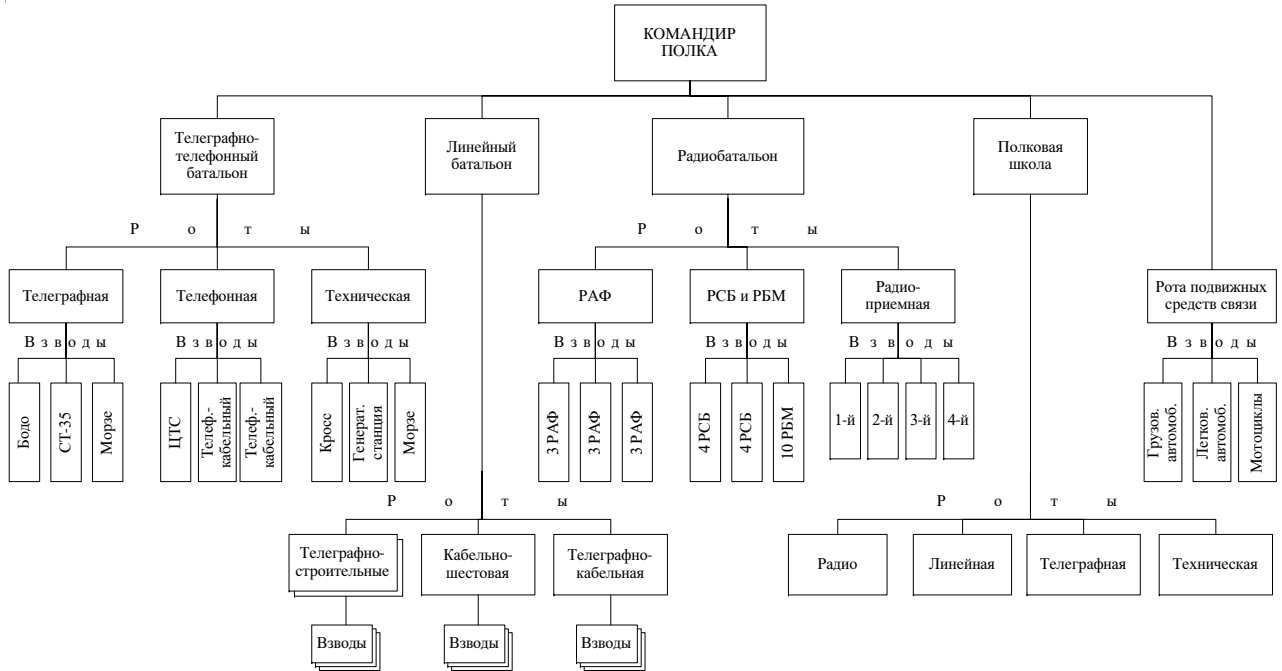 КОМАНДИР
ПОЛКА
Телеграфно-
телефонный
батальон
Линейный
батальон
Радиобатальон
Полковая
школа
Р о т ы
Р о т ы
Телеграфная
Телефонная
Техническая
РАФ
РСБ и РБМ
Радио-
приемная
Рота подвижных
средств связи
В з в о д ы
В з в о д ы
В з в о д ы
В з в о д ы
В з в о д ы
В з в о д ы
В з в о д ы
Бодо
СТ-35
Морзе
ЦТС
Телеф.-
кабельный
Телеф.-
кабельный
Кросс
Генерат.
станция
Морзе
3 РАФ
3 РАФ
3 РАФ
4 РСБ
4 РСБ
10 РБМ
1-й
2-й
3-й
4-й
Грузов.
автомоб.
Легков.
автомоб.
Мотоциклы
Р о т ы
Р о т ы
Телеграфно-
строительные
Кабельно-
шестовая
Телеграфно-
кабельная
Радио
Линейная
Телеграфная
Техническая
Взводы
Взводы
Взводы